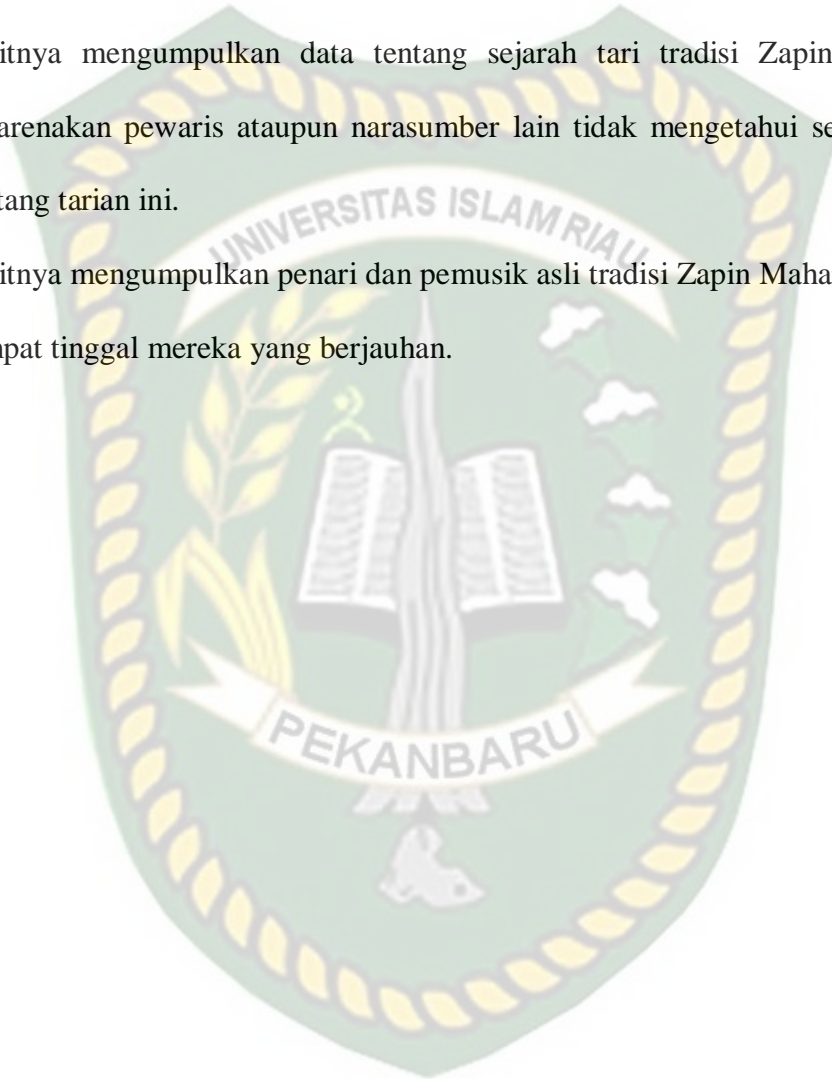 itnya mengumpulkan data tentang sejarah tari tradisi Zapin
arenakan pewaris ataupun narasumber lain tidak mengetahui se
tang tarian ini.
UNIVERSITAS ISLAM RIAU
itnya mengumpulkan penari dan pemusik asli tradisi Zapin Maha
pat tinggal mereka yang berjauhan.
PEKANBARU